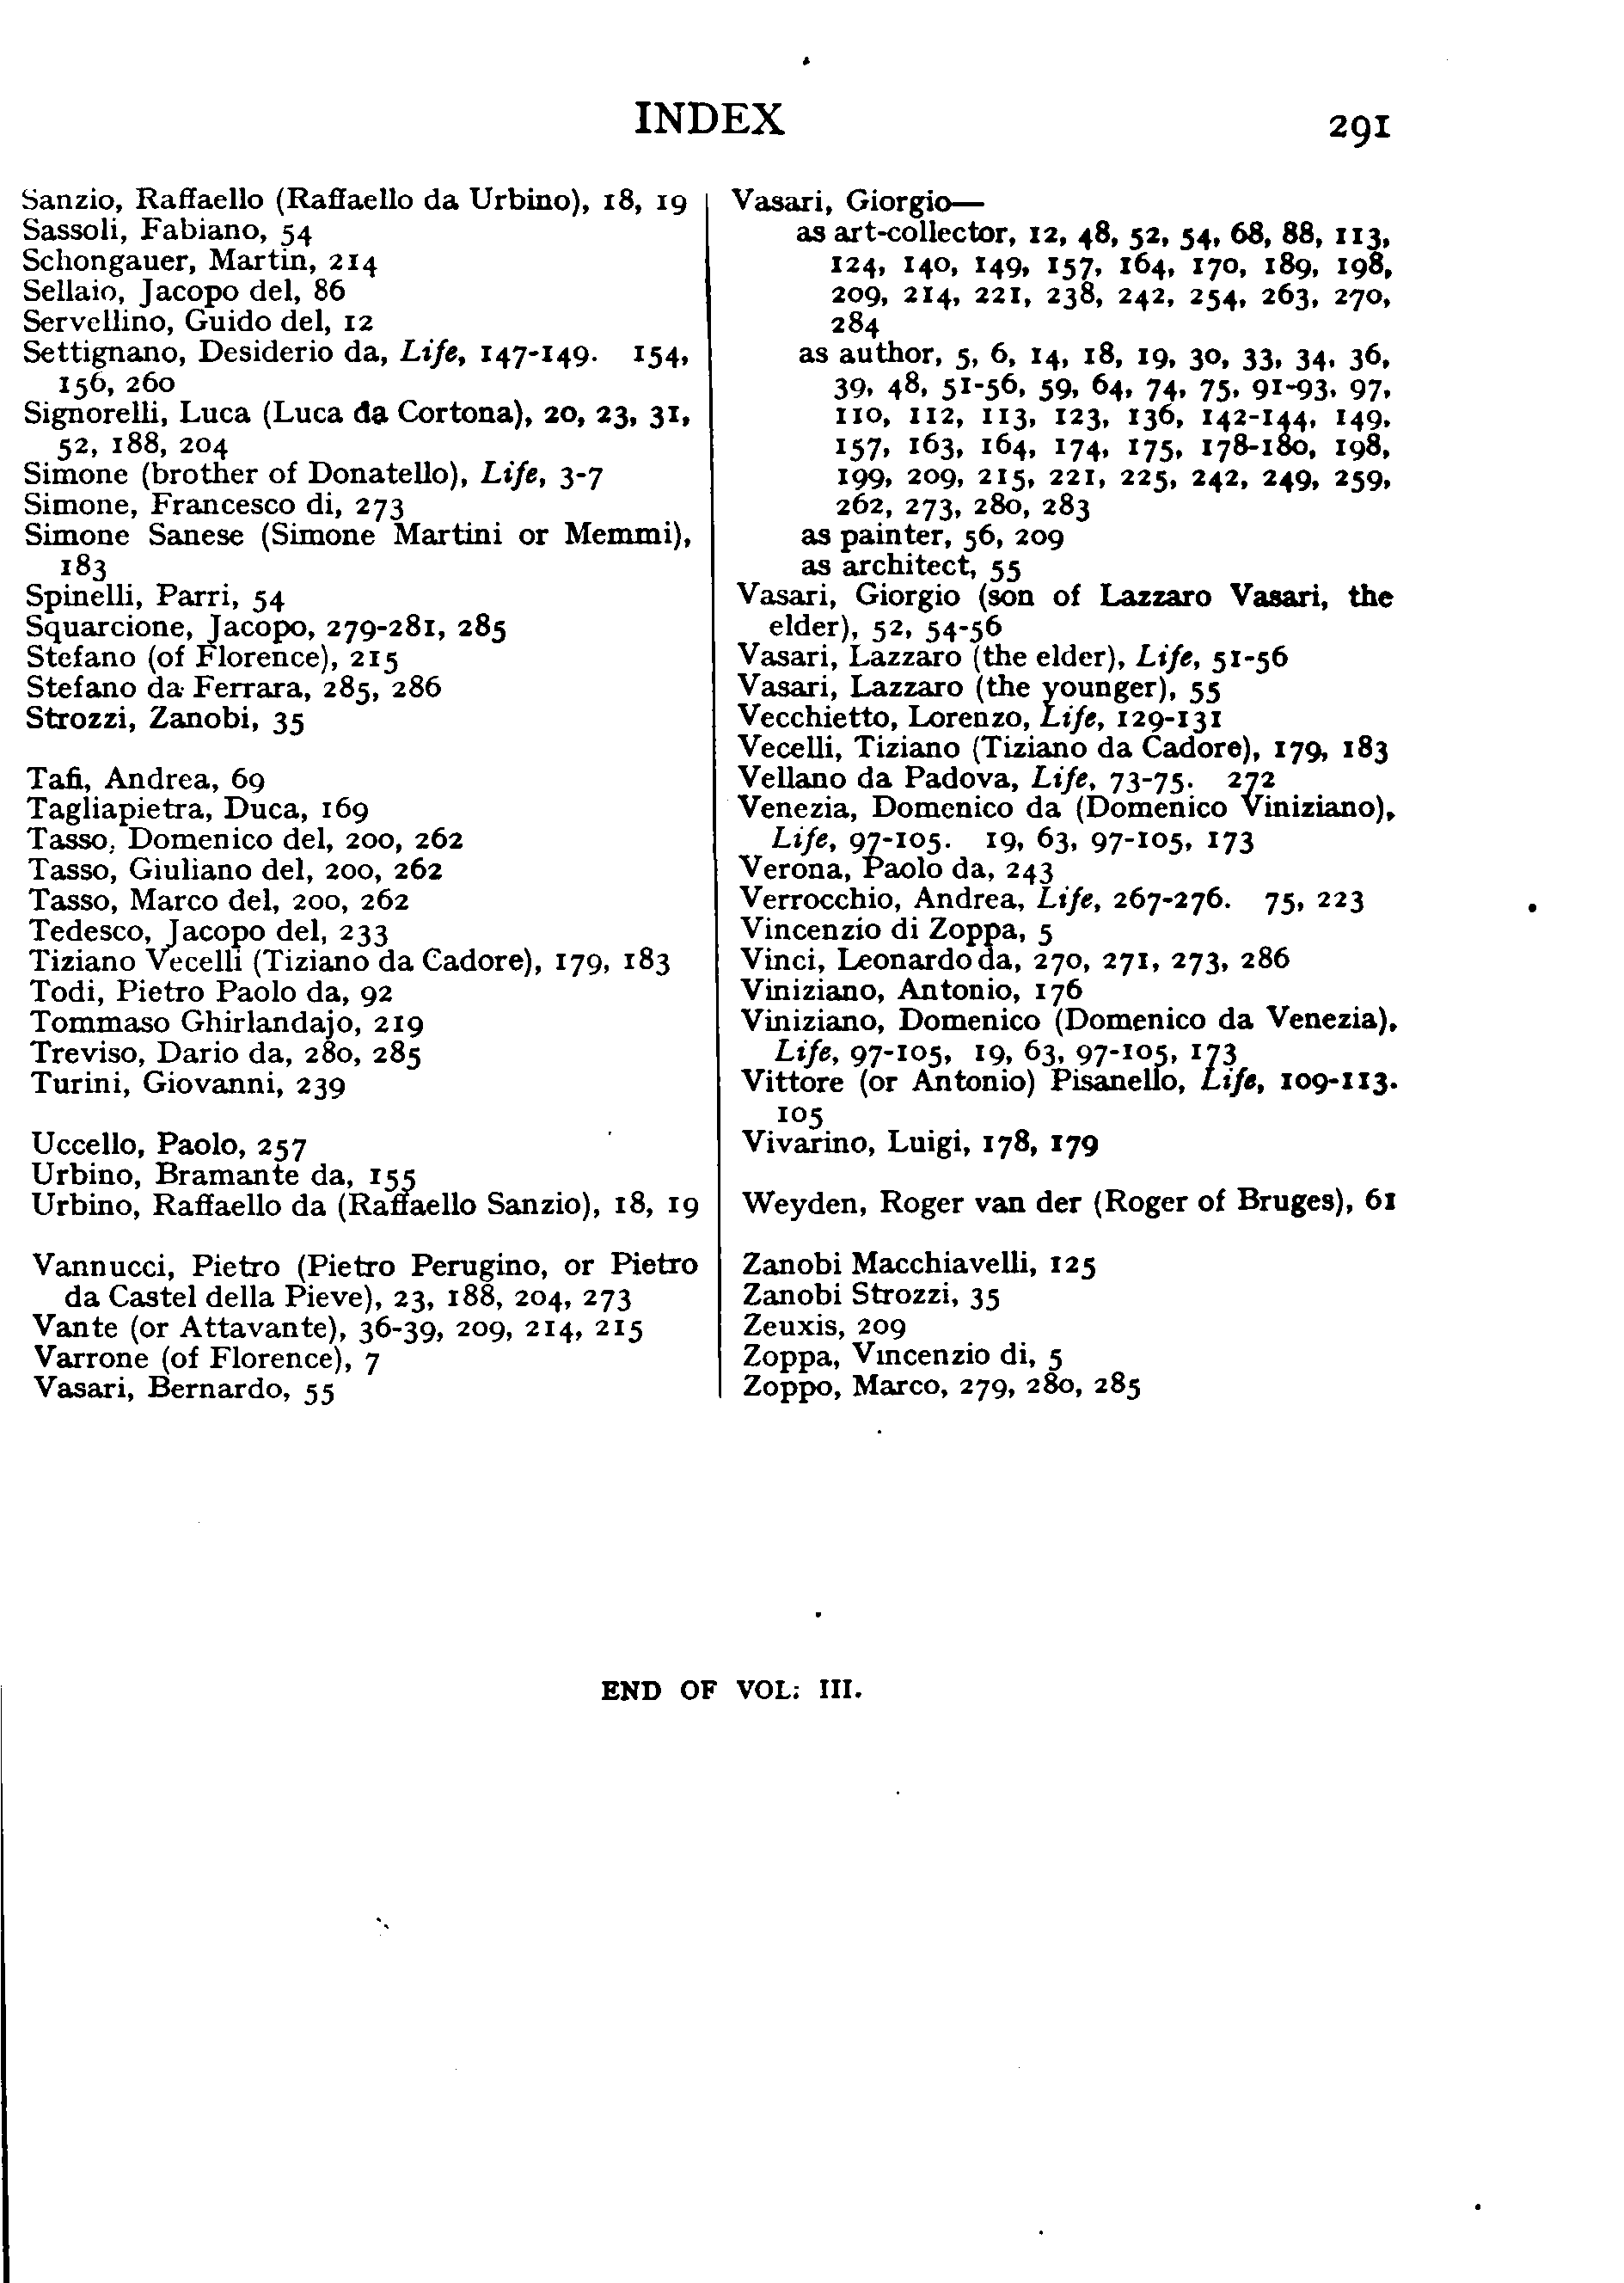 INDEX 291
Sanzio, Raffaello (Raffaello da Urbino), 18, 19
Sassoli, Fabiano, 54
Schongauer, Martin, 214
Sellaio, Jacopo del, 86
Servellino, Guido del, 12
Settignano, Desiderio da, Life, 147-149. 154,
156, 260
Signorelli, Luca (Luca da Cortona), 20, 23, 31,
52, 188, 204
Simone (brother of Donatello), Life, 3-7
Simone, Francesco di, 273
Simone Sanese (Simone Martini or Memmi),
183
Spinelli, Parri, 54
Squarcione, Jacopo, 279-281, 285
Stefano (of Florence), 215
Stefano da Ferrara, 285, 286
Strozzi, Zanobi, 35
Tafi, Andrea, 69
Tagliapietra, Duca, 169
Tasso, Domenico del, 200, 262
Tasso, Giuliano del, 200, 262
Tasso, Marco del, 200, 262
Tedesco, Jacopo del, 233
Tiziano Vecelli (Tiziano da Cadore), 179, 183
Todi, Pietro Paolo da, 92
Tommaso Ghirlandajo, 219
Treviso, Dario da, 280, 285
Turini, Giovanni, 239
Uccello, Paolo, 257
Urbino, Bramante da, 155
Urbino, Raffaello da (Raffaello Sanzio), 18, 19
Vannucci, Pietro (Pietro Perugino, or Pietro
da Castel della Pieve), 23, 188, 204, 273
Vante (or Attavante), 36-39, 209, 214, 215
Varrone (of Florence), 7
Vasari, Bernardo, 55
Vasari, Giorgio—
as art-collector, 12, 48, 52, 54, 68, 88, 113,
124, 140, 149, 157, 164, 170, 189, 198,
209, 214, 221, 238, 242, 254, 263, 270,
284
as author, 5, 6, 14, 18, 19, 30, 33, 34, 36,
39, 48, 51-56, 59, 64, 74, 75, 91-93, 97,
110, 112, 113, 123, 136, 142-144, 149,
157, 163, 164, 174, 175, 178-180, 198,
199, 209, 215, 221, 225, 242, 249, 259,
262, 273, 280, 283
as painter, 56, 209
as architect, 55
Vasari, Giorgio (son of Lazzaro Vasari, the
elder), 52, 54-56
Vasari, Lazzaro (the elder), Life, 51-56
Vasari, Lazzaro (the younger), 55
Vecchietto, Lorenzo, Life, 129-131
Vecelli, Tiziano (Tiziano da Cadore), 179, 183
Vellano da Padova, Life, 73-75. 272
Venezia, Domenico da (Domenico Viniziano),
Life, 97-105. 19, 63, 97-105, 173
Verona, Paolo da, 243
Verrocchio, Andrea, Life, 267-276. 75, 223
Vincenzio di Zoppa, 5
Vinci, Leonardo da, 270, 271, 273, 286
Viniziano, Antonio, 176
Viniziano, Domenico (Domenico da Venezia),
Life, 97-105, 19, 63, 97-105, 173
Vittore (or Antonio) Pisanello, Life, 109-113.
105
Vivarino, Luigi, 178, 179
Weyden, Roger van der (Roger of Bruges), 61
Zanobi Macchiavelli, 125
Zanobi Strozzi, 35
Zeuxis, 209
Zoppa, Vincenzio di, 5
Zoppo, Marco, 279, 280, 285
END OF VOL: III.